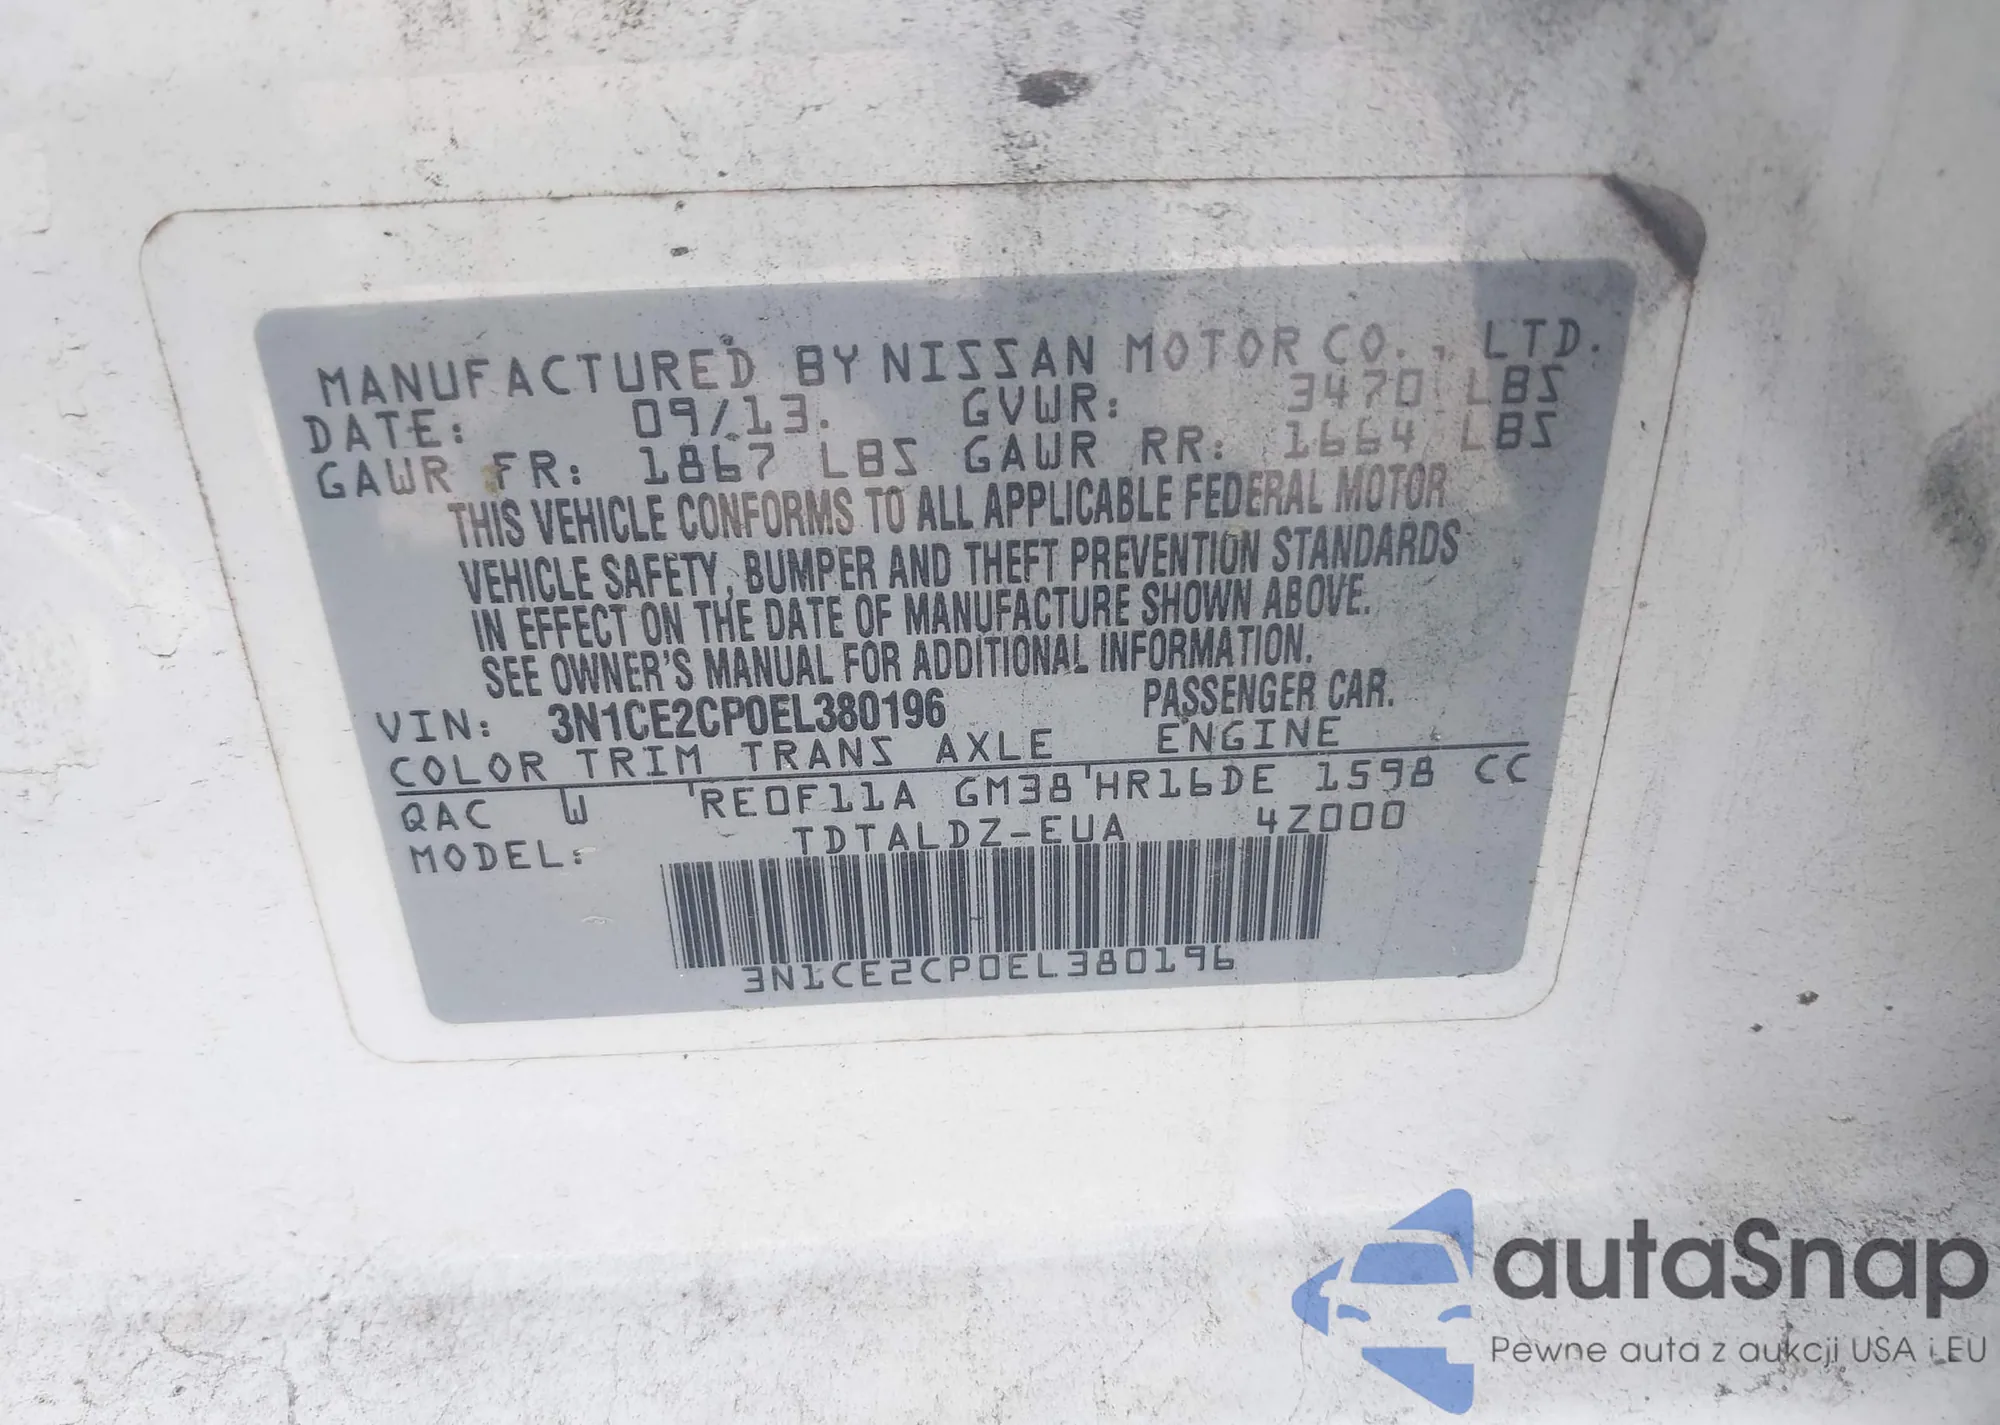 MANUFACTURED BY NISSAN MOTOR CO., LTD.
DATE: 09/13. GVWR: 3470 LBS
GAWR FR: 1867 LBS GAWR RR: 1664 LBS
THIS VEHICLE CONFORMS TO ALL APPLICABLE FEDERAL MOTOR
VEHICLE SAFETY, BUMPER AND THEFT PREVENTION STANDARDS
IN EFFECT ON THE DATE OF MANUFACTURE SHOWN ABOVE.
SEE OWNER'S MANUAL FOR ADDITIONAL INFORMATION.
VIN: 3N1CE2CP0EL380196 PASSENGER CAR.
COLOR TRIM TRANS AXLE ENGINE
QAC W RE0F11A GM38 HR16DE 1598 CC
MODEL: TDTALDZ-EUA 4Z000
3N1CE2CP0EL380196
autaSnap
Pewne auta z aukcji USA i EU